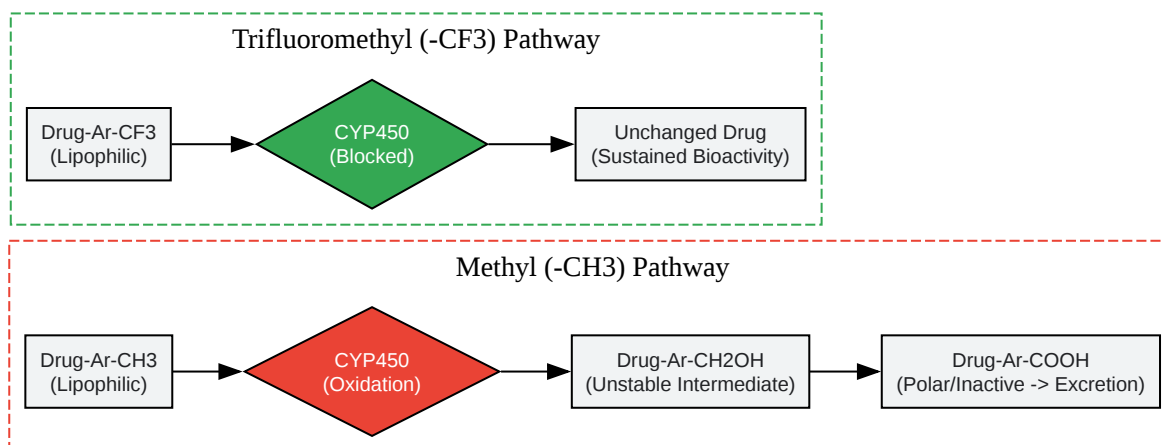 Trifluoromethyl (-CF3) Pathway
Drug-Ar-CF3
(Lipophilic)
CYP450
(Blocked)
Unchanged Drug
(Sustained Bioactivity)
Methyl (-CH3) Pathway
Drug-Ar-CH3
(Lipophilic)
CYP450
(Oxidation)
Drug-Ar-CH2OH
(Unstable Intermediate)
Drug-Ar-COOH
(Polar/Inactive -> Excretion)